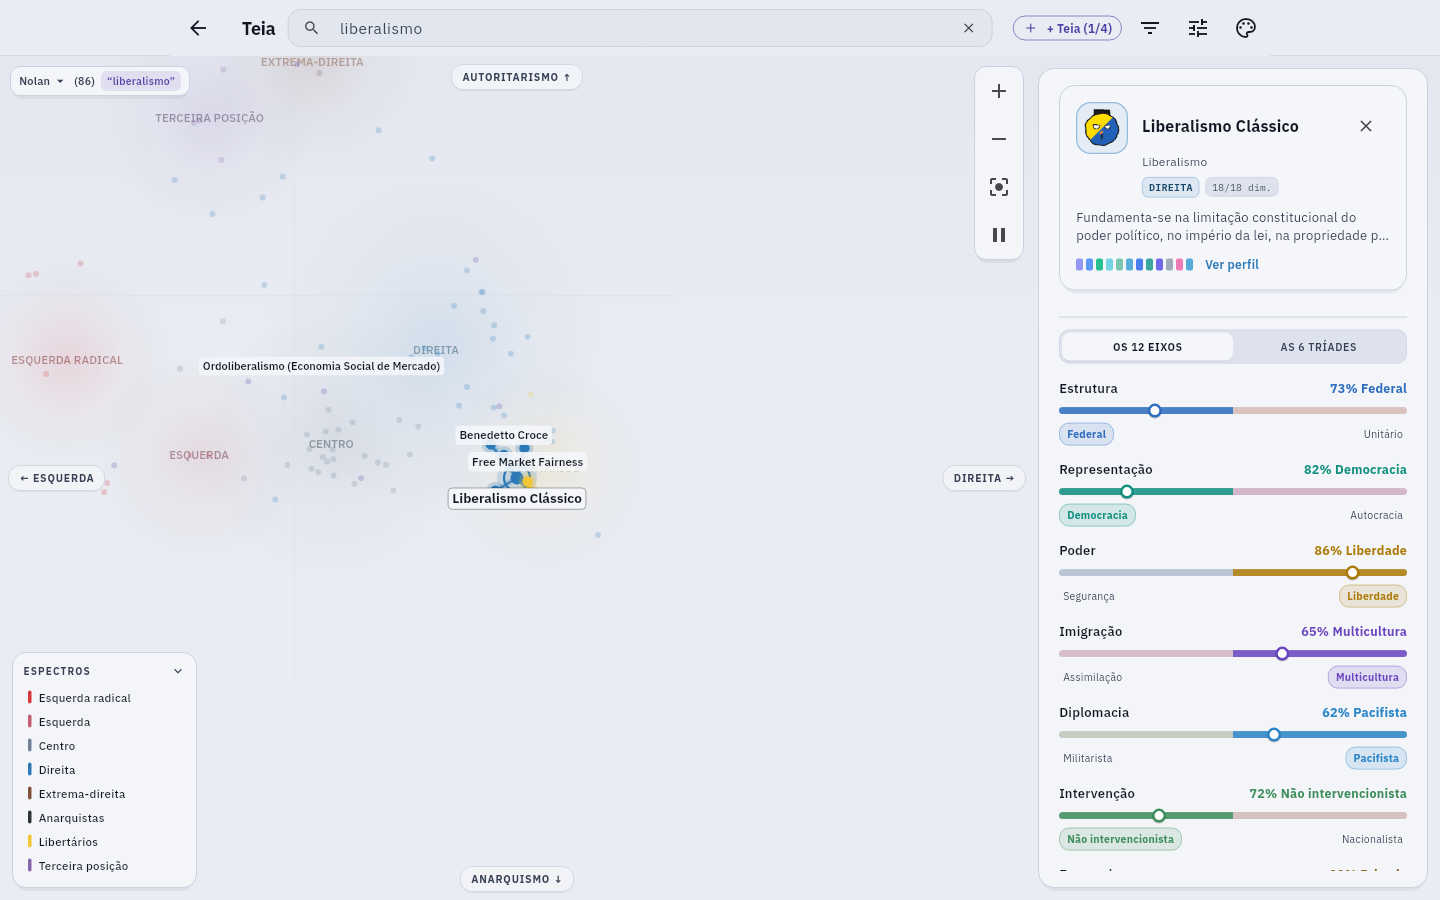 Teia
liberalismo
+ Teia (1/4)
Nolan
(86)
“liberalismo”
EXTREMA-DIREITA
AUTORITARISMO ↑
TERCEIRA POSIÇÃO
ESQUERDA RADICAL
DIREITA
Ordoliberalismo (Economia Social de Mercado)
Benedetto Croce
CENTRO
ESQUERDA
Free Market Fairness
← ESQUERDA
DIREITA →
Liberalismo Clássico
ANARQUISMO ↓
ESPECTROS
Esquerda radical
Esquerda
Centro
Direita
Extrema-direita
Anarquistas
Libertários
Terceira posição
Liberalismo Clássico
Liberalismo
DIREITA
18/18 dim.
Fundamenta-se na limitação constitucional do
poder político, no império da lei, na propriedade p…
Ver perfil
OS 12 EIXOS
AS 6 TRÍADES
Estrutura
73% Federal
Federal
Unitário
Representação
82% Democracia
Democracia
Autocracia
Poder
86% Liberdade
Segurança
Liberdade
Imigração
65% Multicultura
Assimilação
Multicultura
Diplomacia
62% Pacifista
Militarista
Pacifista
Intervenção
72% Não intervencionista
Não intervencionista
Nacionalista